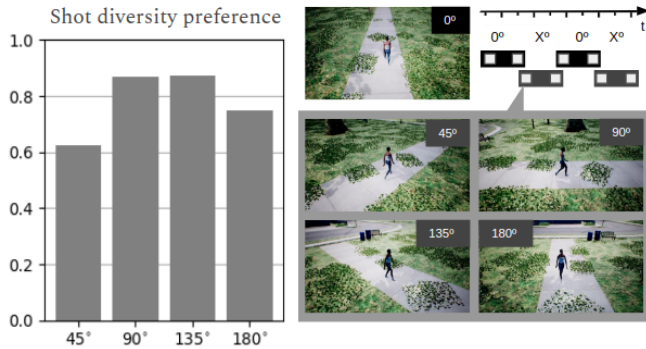 Shot diversity preference
1.0
0.8
0.6
0.4
0.2
0.0
45° 90° 135° 180°
0º
t
0º Xº 0º Xº
45º
90º
135º
180º